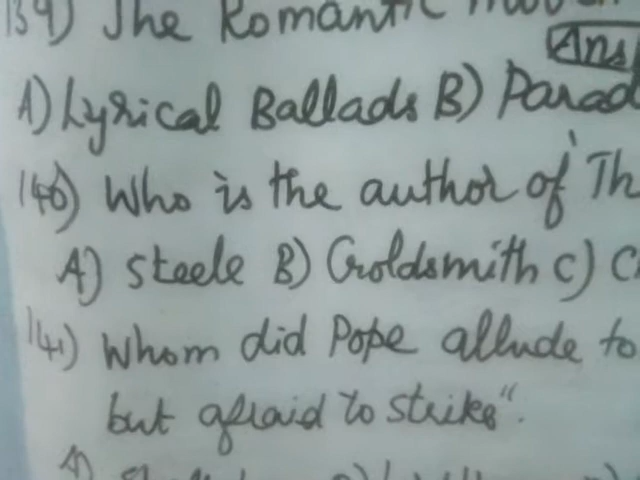 139) The Romantic
Ans
A) Lyrical Ballads B) Parad
140) Who is the author of 'Th
A) Steele B) Goldsmith C) C
141) Whom did Pope allude to
but afraid to strike".
A)